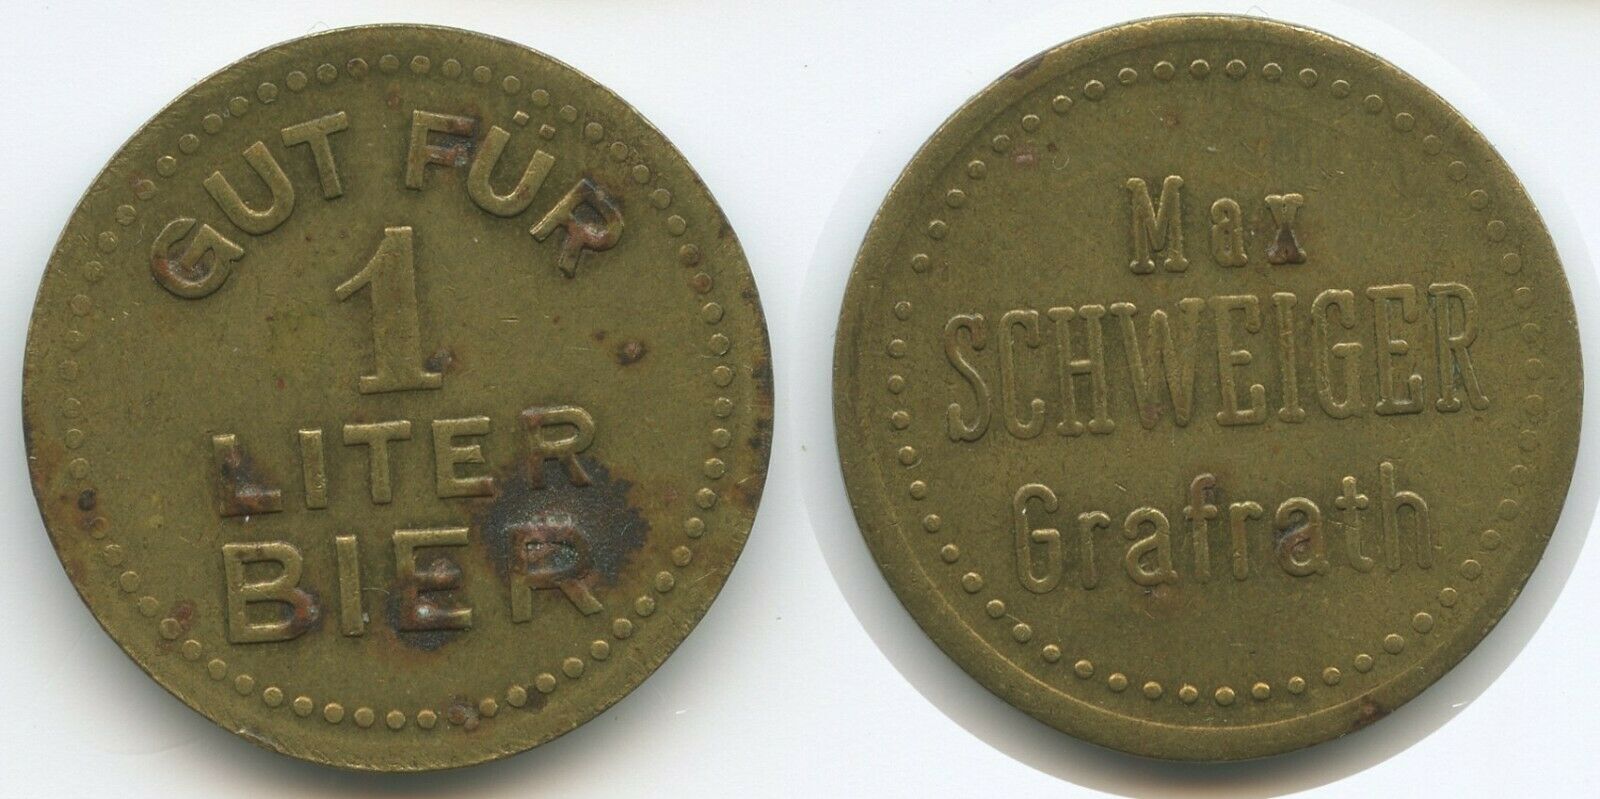 GUT FÜR
1
LITER
BIER
Max
SCHWEIGER
Grafrath